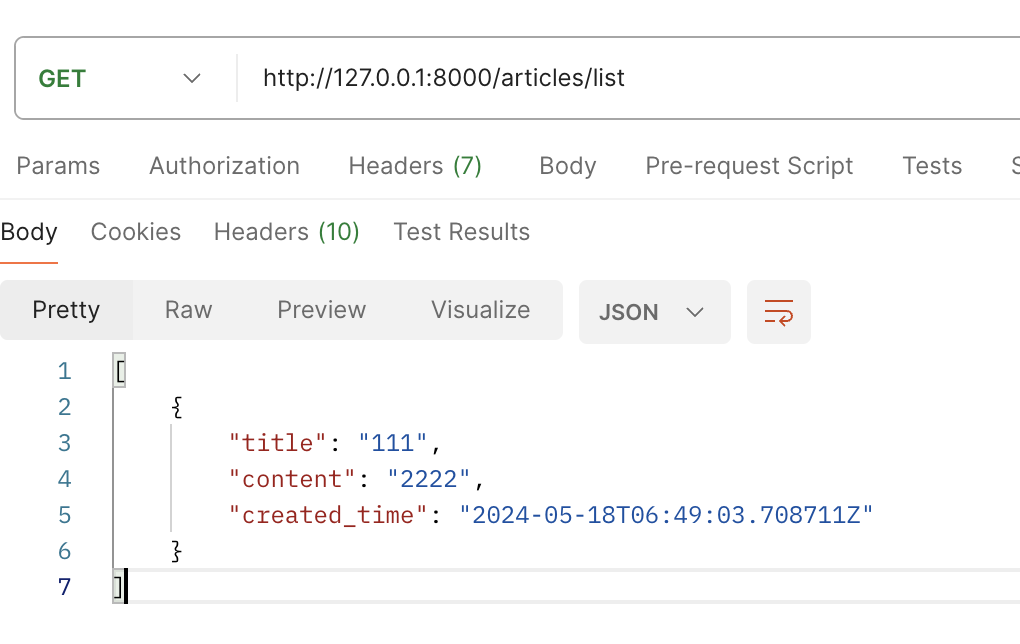 GET http://127.0.0.1:8000/articles/list
Params Authorization Headers (7) Body Pre-request Script Tests
Body Cookies Headers (10) Test Results
Pretty Raw Preview Visualize JSON
1 [
2 {
3 "title": "111",
4 "content": "2222",
5 "created_time": "2024-05-18T06:49:03.708711Z"
6 }
7 ]